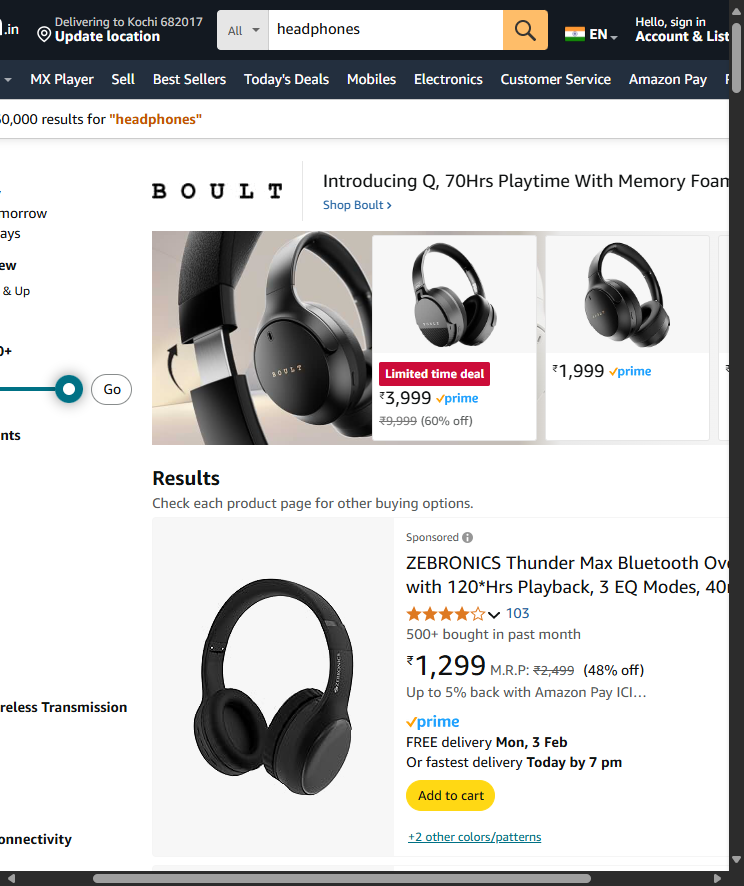 .in
Delivering to Kochi 682017
Update location
All
headphones
EN
Hello, sign in
Account & List
MX Player
Sell
Best Sellers
Today's Deals
Mobiles
Electronics
Customer Service
Amazon Pay
0,000 results for "headphones"
morrow
ays
ew
& Up
0+
Go
nts
reless Transmission
onnectivity
BOULT
Introducing Q, 70Hrs Playtime With Memory Foam
Shop Boult ›
BOULT
BOULT
Limited time deal
₹3,999 prime
₹9,999 (60% off)
BOULT
₹1,999 prime
₹
Results
Check each product page for other buying options.
ZEBRONICS
Sponsored
ZEBRONICS Thunder Max Bluetooth Ove
with 120*Hrs Playback, 3 EQ Modes, 40
103
500+ bought in past month
₹1,299 M.R.P: ₹2,499 (48% off)
Up to 5% back with Amazon Pay ICI…
prime
FREE delivery Mon, 3 Feb
Or fastest delivery Today by 7 pm
Add to cart
+2 other colors/patterns